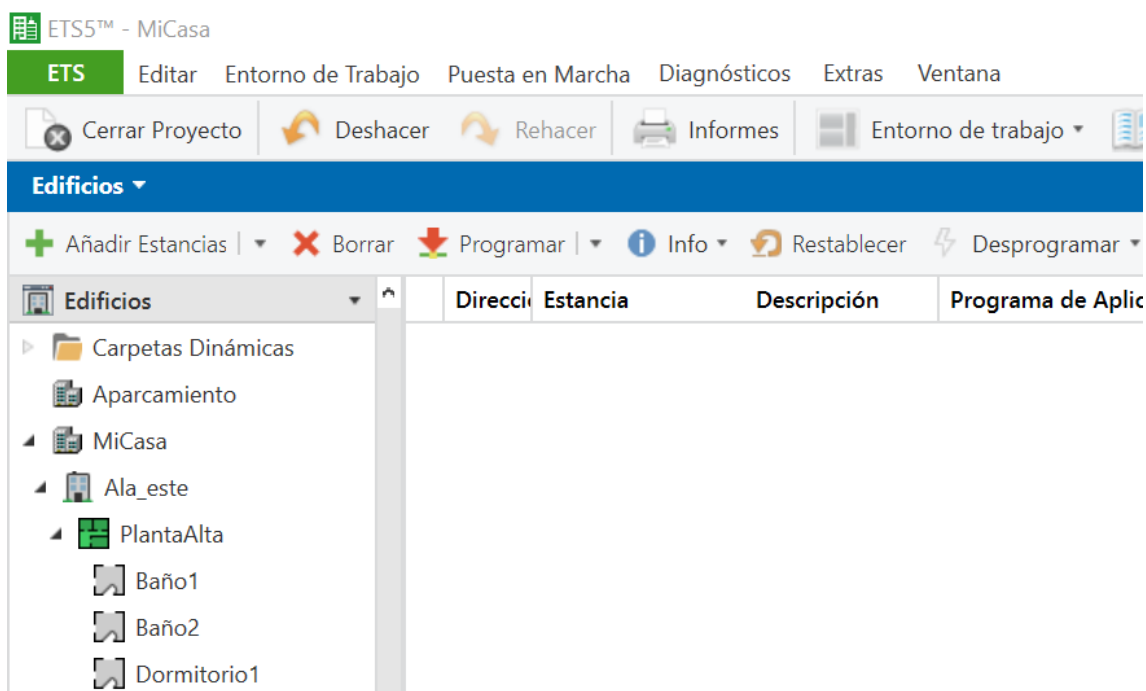 ETS5™ - MiCasa
ETS Editar Entorno de Trabajo Puesta en Marcha Diagnósticos Extras Ventana
Cerrar Proyecto Deshacer Rehacer Informes Entorno de trabajo
Edificios
Añadir Estancias Borrar Programar Info Restablecer Desprogramar
Edificios Direcci Estancia Descripción Programa de Aplic
Carpetas Dinámicas
Aparcamiento
MiCasa
Ala_este
PlantaAlta
Baño1
Baño2
Dormitorio1